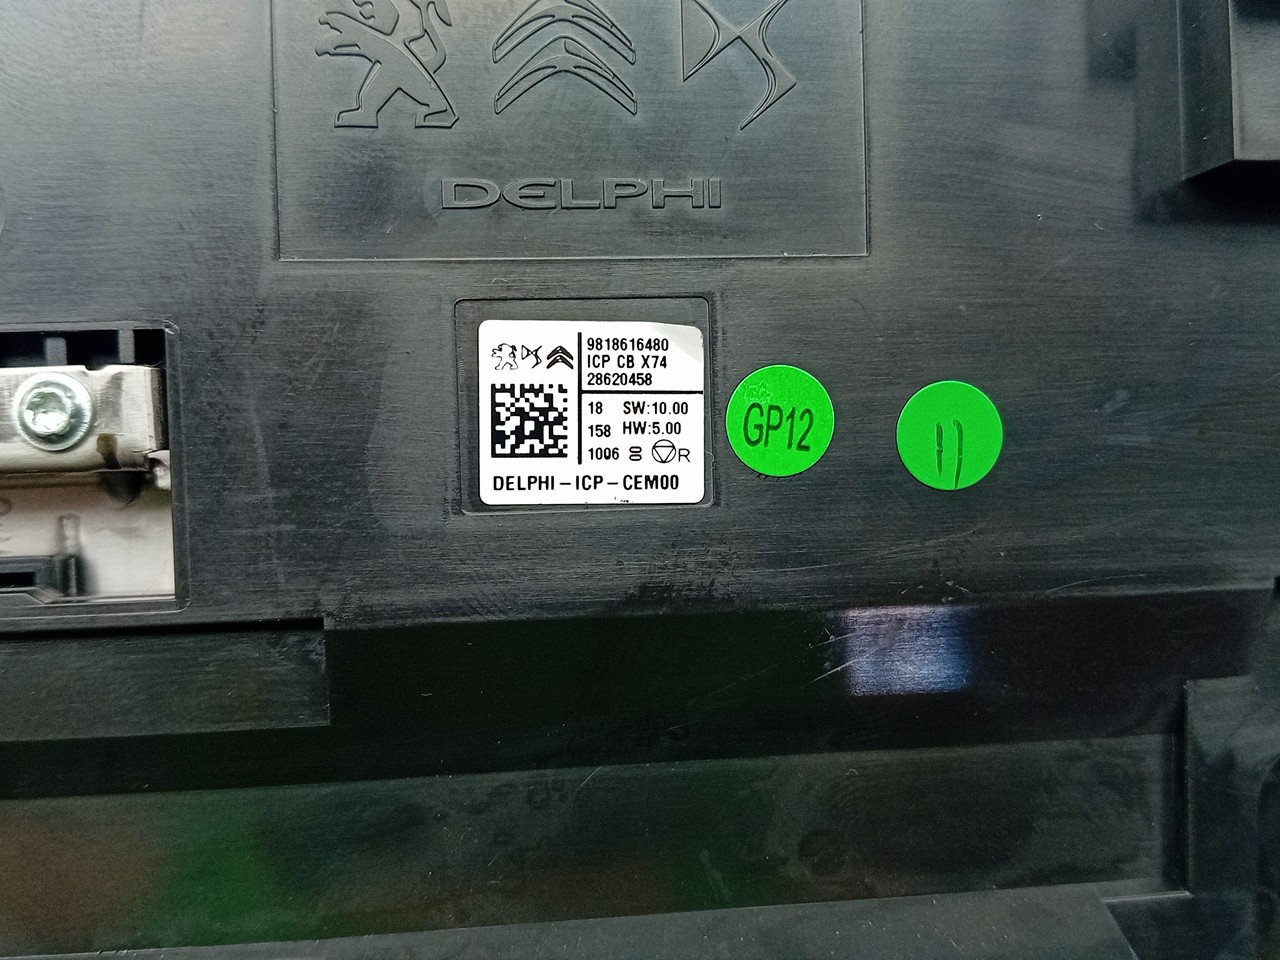 DELPHI
9818616480
ICP CB X74
28620458
18 SW:10.00
158 HW:5.00
1006 00 R
DELPHI-ICP-CEM00
GP12